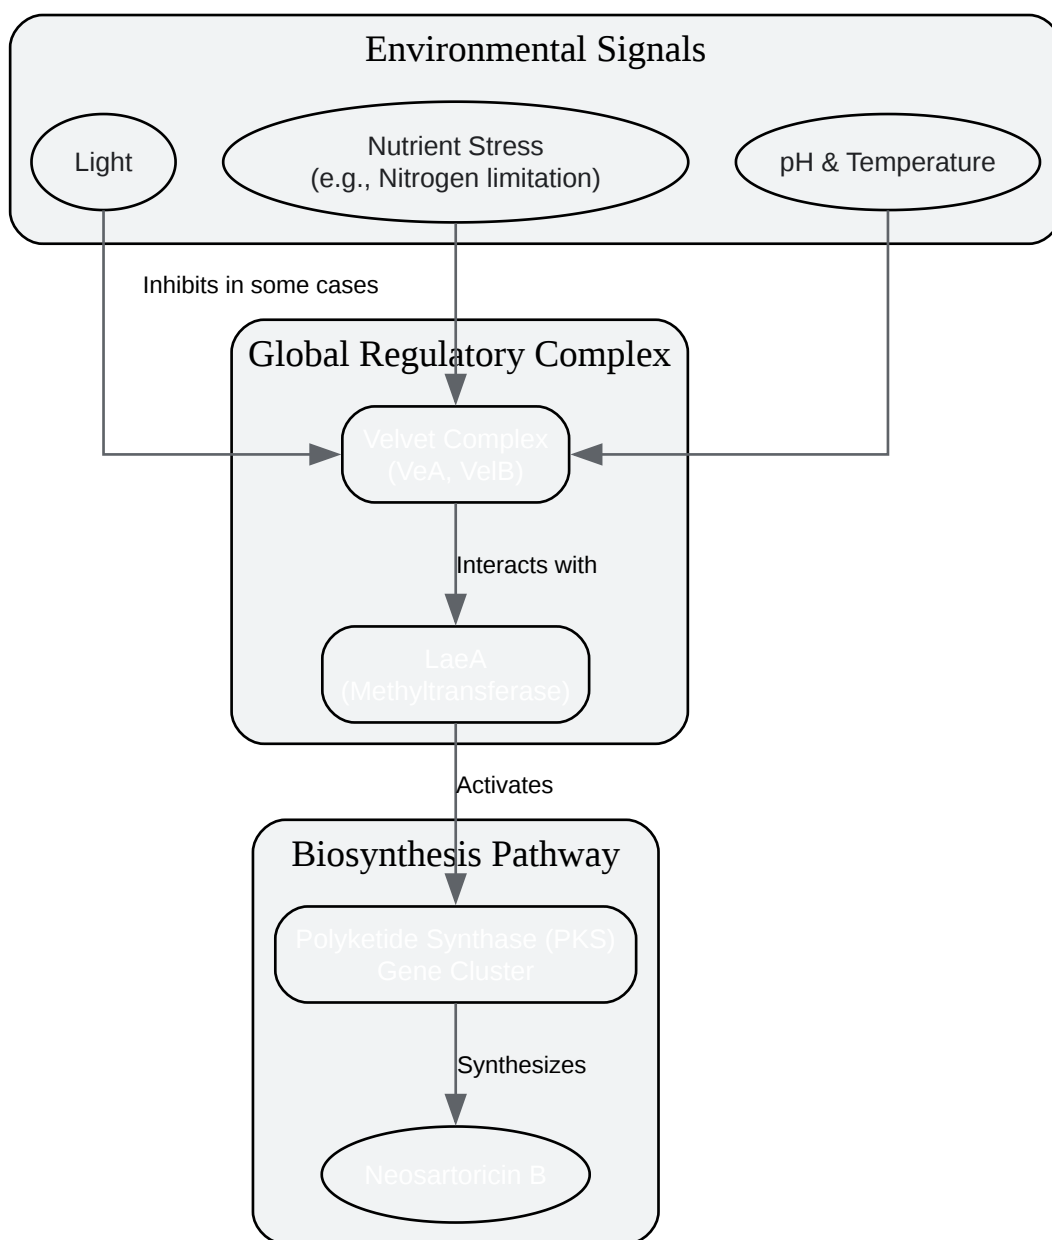 Environmental Signals
Light
Nutrient Stress
(e.g., Nitrogen limitation)
pH & Temperature
Inhibits in some cases
Global Regulatory Complex
Velvet Complex
(VeA, VelB)
Interacts with
LaeA
(Methyltransferase)
Activates
Biosynthesis Pathway
Polyketide Synthase (PKS)
Gene Cluster
Synthesizes
Neosartoricin B